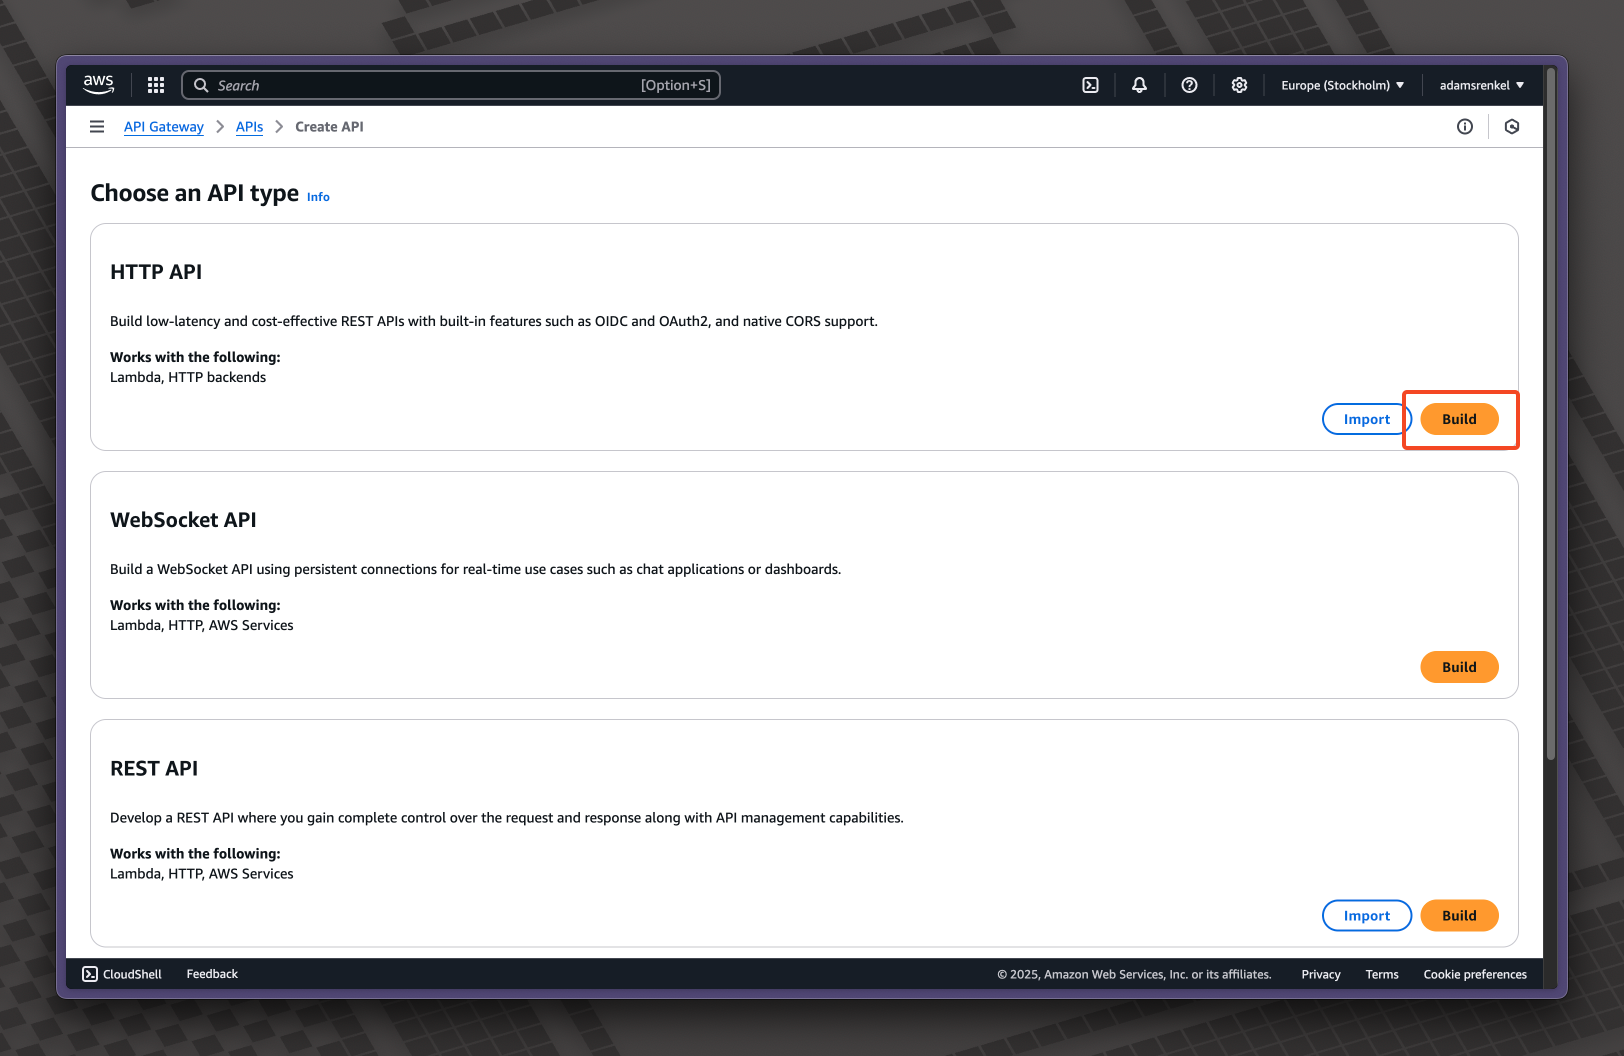 aws
Search [Option+S] Europe (Stockholm) adamsrenkel
API Gateway > APIs > Create API
Choose an API type Info
HTTP API
Build low-latency and cost-effective REST APIs with built-in features such as OIDC and OAuth2, and native CORS support.
Works with the following:
Lambda, HTTP backends
Import Build
WebSocket API
Build a WebSocket API using persistent connections for real-time use cases such as chat applications or dashboards.
Works with the following:
Lambda, HTTP, AWS Services
Build
REST API
Develop a REST API where you gain complete control over the request and response along with API management capabilities.
Works with the following:
Lambda, HTTP, AWS Services
Import Build
CloudShell Feedback © 2025, Amazon Web Services, Inc. or its affiliates. Privacy Terms Cookie preferences